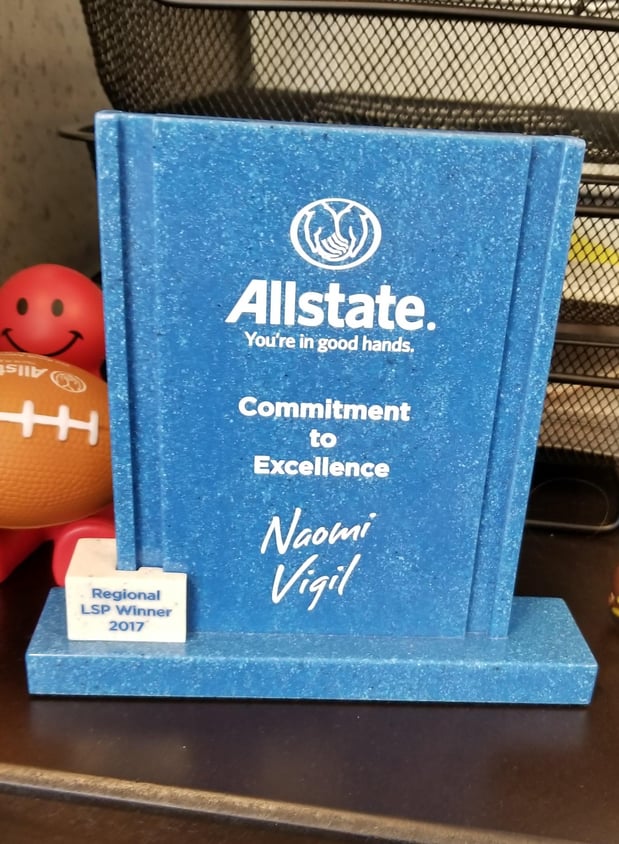 Allstate.
You're in good hands.
Commitment
to
Excellence
Naomi
Vigil
Regional
LSP Winner
2017